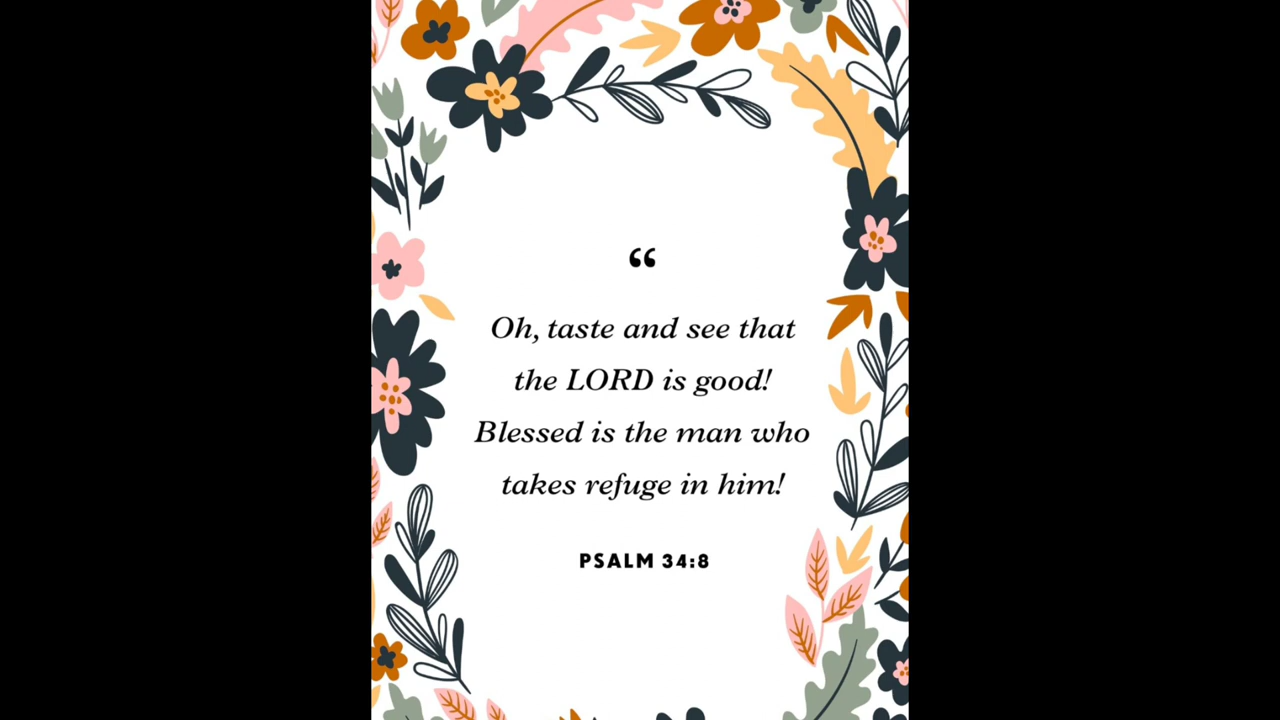 “
Oh, taste and see that
the LORD is good!
Blessed is the man who
takes refuge in him!
PSALM 34:8